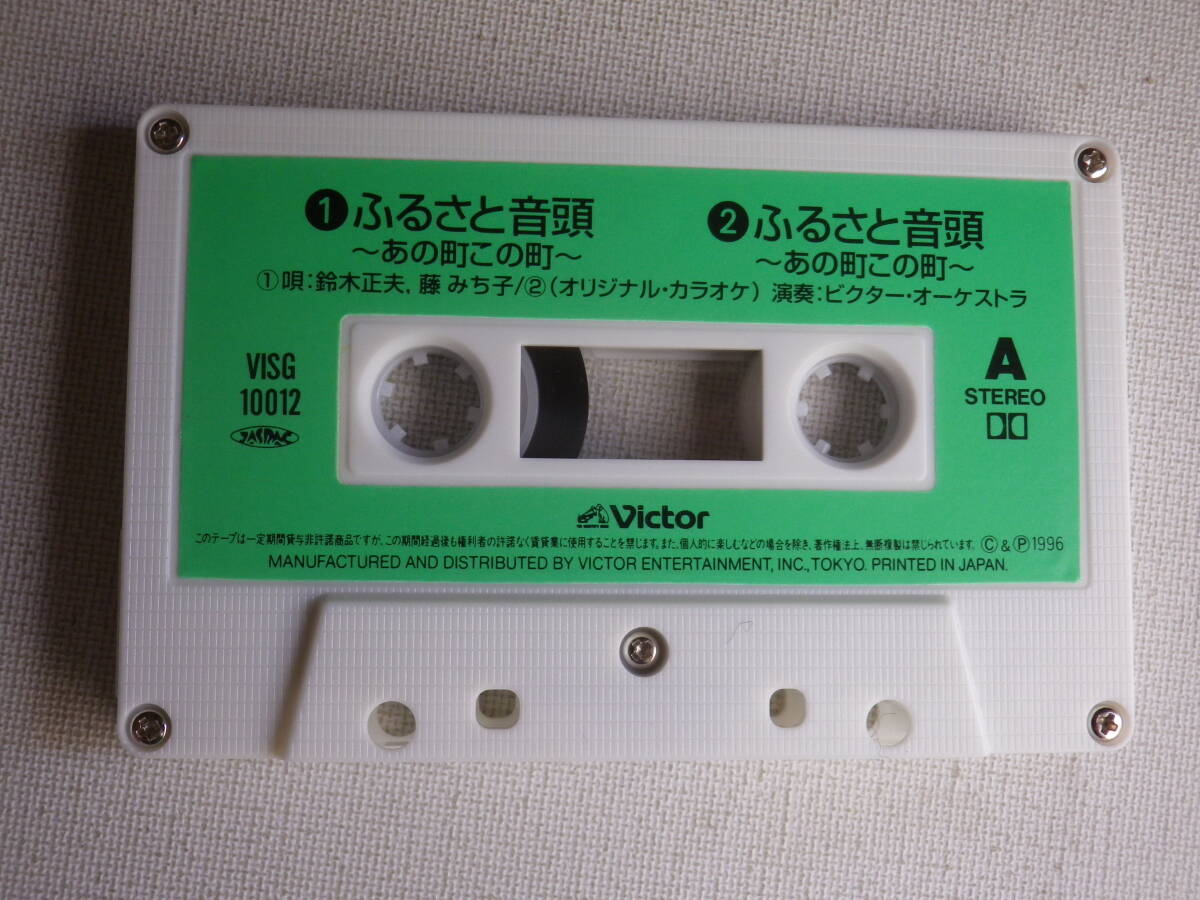 ❶ふるさと音頭
～あの町この町～
❷ふるさと音頭
～あの町この町～
①唄：鈴木正夫, 藤 みち子/②(オリジナル・カラオケ) 演奏：ビクター・オーケストラ
VISG
10012
JASRAC
A
STEREO
Victor
このテープは一定期間貸与非許諾商品ですが、この期間経過後も権利者の許諾なく賃貸業に使用することを禁じます。また、個人的に楽しむなどの場合を除き、著作権法上、無断複製は禁じられています。 Ⓒ & Ⓟ 1996
MANUFACTURED AND DISTRIBUTED BY VICTOR ENTERTAINMENT, INC., TOKYO. PRINTED IN JAPAN.